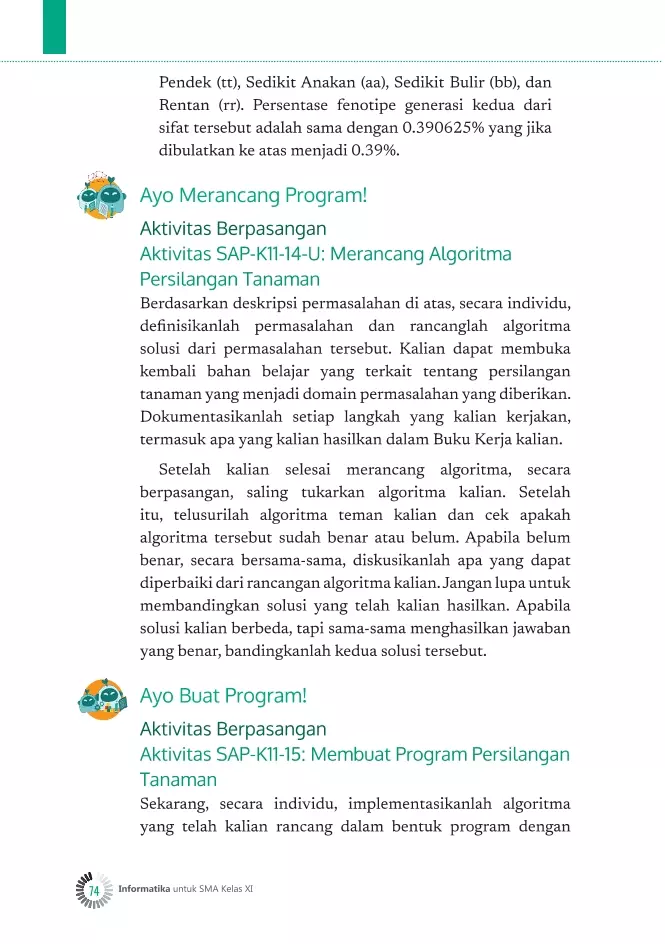 Pendek (tt), Sedikit Anakan (aa), Sedikit Bulir (bb), dan
Rentan (rr). Persentase fenotipe generasi kedua dari
sifat tersebut adalah sama dengan 0.390625% yang jika
dibulatkan ke atas menjadi 0.39%.
Ayo Merancang Program!
Aktivitas Berpasangan
Aktivitas SAP-K11-14-U: Merancang Algoritma
Persilangan Tanaman
Berdasarkan deskripsi permasalahan di atas, secara individu,
definisikanlah permasalahan dan rancanglah algoritma
solusi dari permasalahan tersebut. Kalian dapat membuka
kembali bahan belajar yang terkait tentang persilangan
tanaman yang menjadi domain permasalahan yang diberikan.
Dokumentasikanlah setiap langkah yang kalian kerjakan,
termasuk apa yang kalian hasilkan dalam Buku Kerja kalian.
Setelah kalian selesai merancang algoritma, secara
berpasangan, saling tukarkan algoritma kalian. Setelah
itu, telusurilah algoritma teman kalian dan cek apakah
algoritma tersebut sudah benar atau belum. Apabila belum
benar, secara bersama-sama, diskusikanlah apa yang dapat
diperbaiki dari rancangan algoritma kalian. Jangan lupa untuk
membandingkan solusi yang telah kalian hasilkan. Apabila
solusi kalian berbeda, tapi sama-sama menghasilkan jawaban
yang benar, bandingkanlah kedua solusi tersebut.
Ayo Buat Program!
Aktivitas Berpasangan
Aktivitas SAP-K11-15: Membuat Program Persilangan
Tanaman
Sekarang, secara individu, implementasikanlah algoritma
yang telah kalian rancang dalam bentuk program dengan
74 Informatika untuk SMA Kelas XI